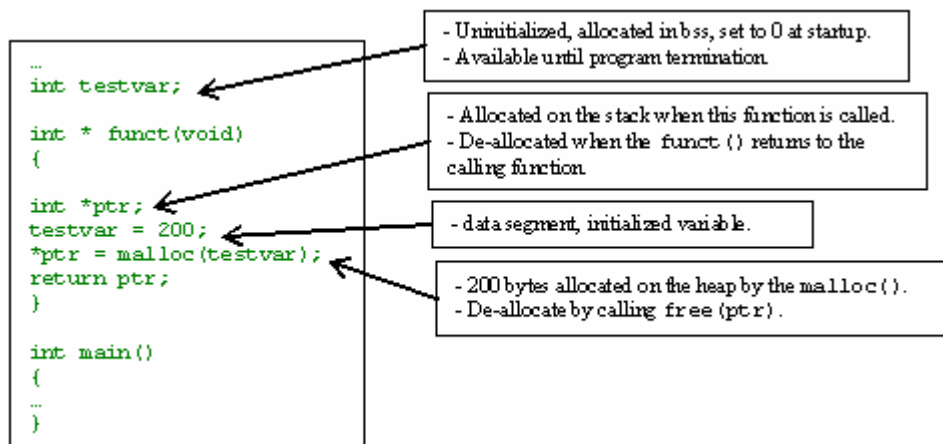 …
int testvar;
int * funct(void)
{
int *ptr;
testvar = 200;
*ptr = malloc(testvar);
return ptr;
}
int main()
{
…
}
- Uninitialized, allocated in bss, set to 0 at startup.
- Available until program termination.
- Allocated on the stack when this function is called.
- De-allocated when the funct () returns to the
calling function.
- data segment, initialized variable.
- 200 bytes allocated on the heap by the malloc().
- De-allocate by calling free(ptr).